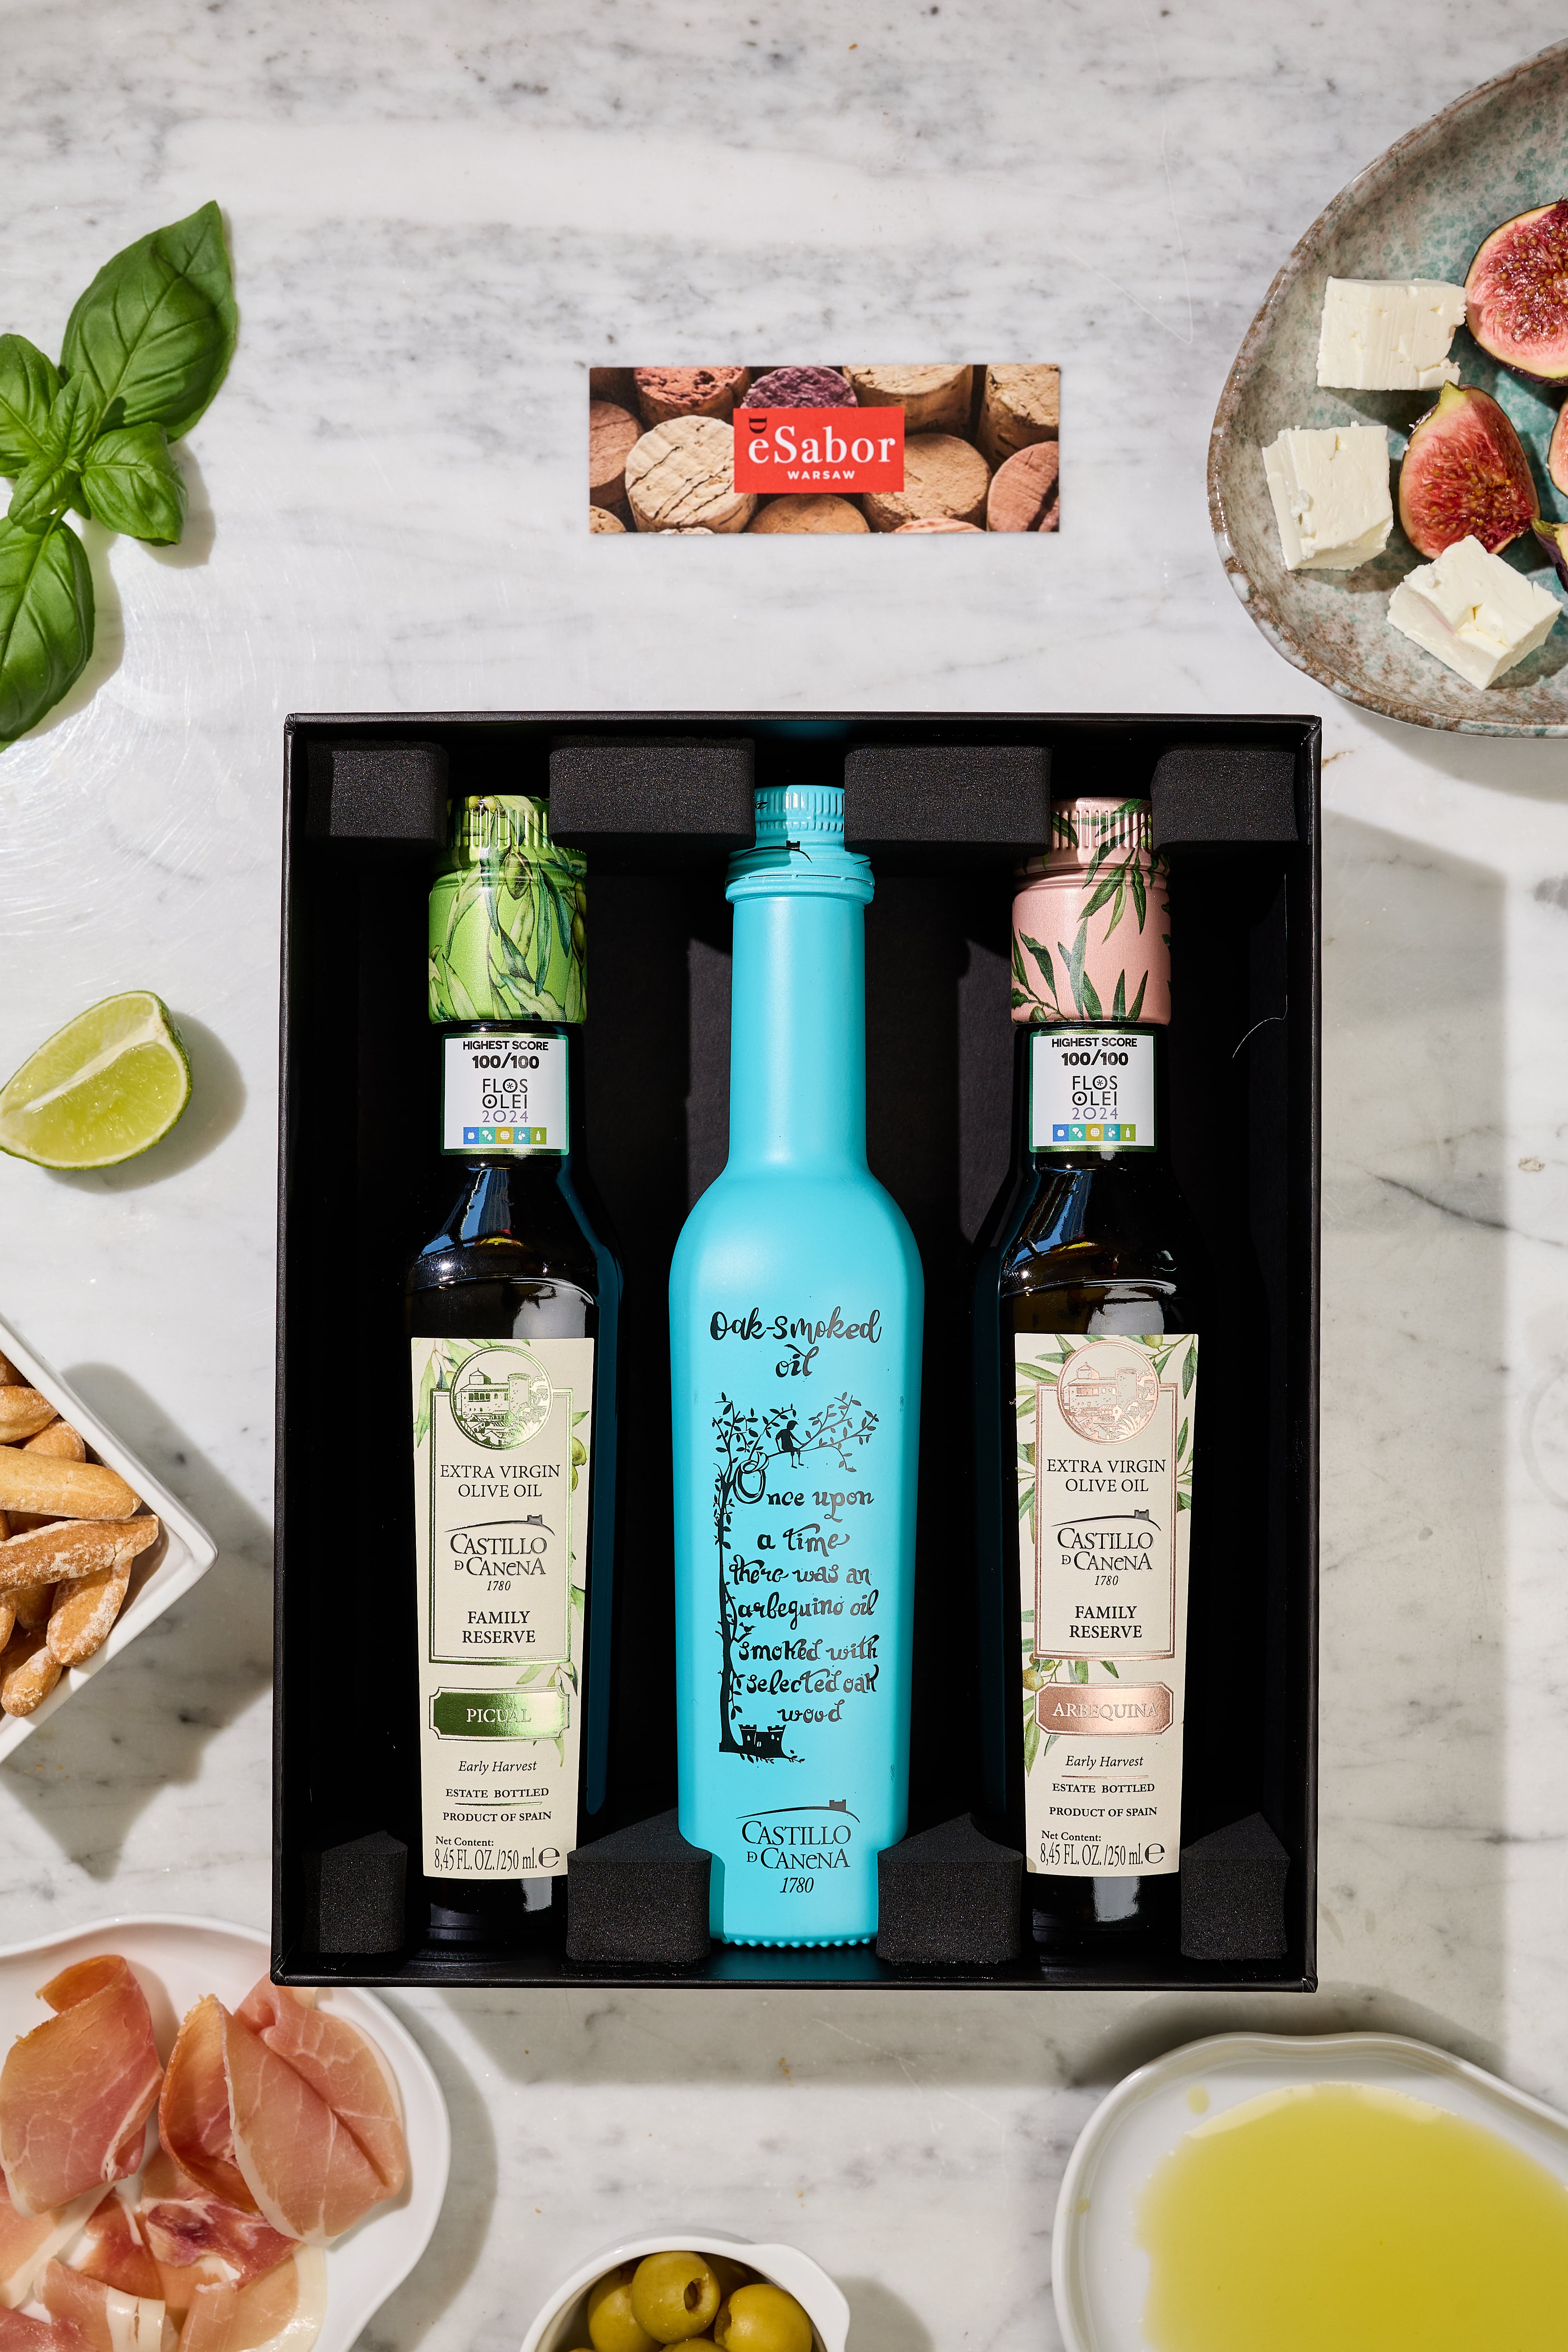 DeSabor
WARSAW
HIGHEST SCORE
100/100
FLOS
OLEI
2024
EXTRA VIRGIN
OLIVE OIL
CASTILLO
D CANENA
1780
FAMILY
RESERVE
PICUAL
Early Harvest
ESTATE BOTTLED
PRODUCT OF SPAIN
Net Content:
8,45 FL. OZ. /250 ml. e
Oak-smoked
oil
Once upon
a time
there was an
arbequino oil
smoked with
selected oak
wood
CASTILLO
D CANENA
1780
HIGHEST SCORE
100/100
FLOS
OLEI
2024
EXTRA VIRGIN
OLIVE OIL
CASTILLO
D CANENA
1780
FAMILY
RESERVE
ARBEQUINA
Early Harvest
ESTATE BOTTLED
PRODUCT OF SPAIN
Net Content:
8,45 FL. OZ. /250 ml. e